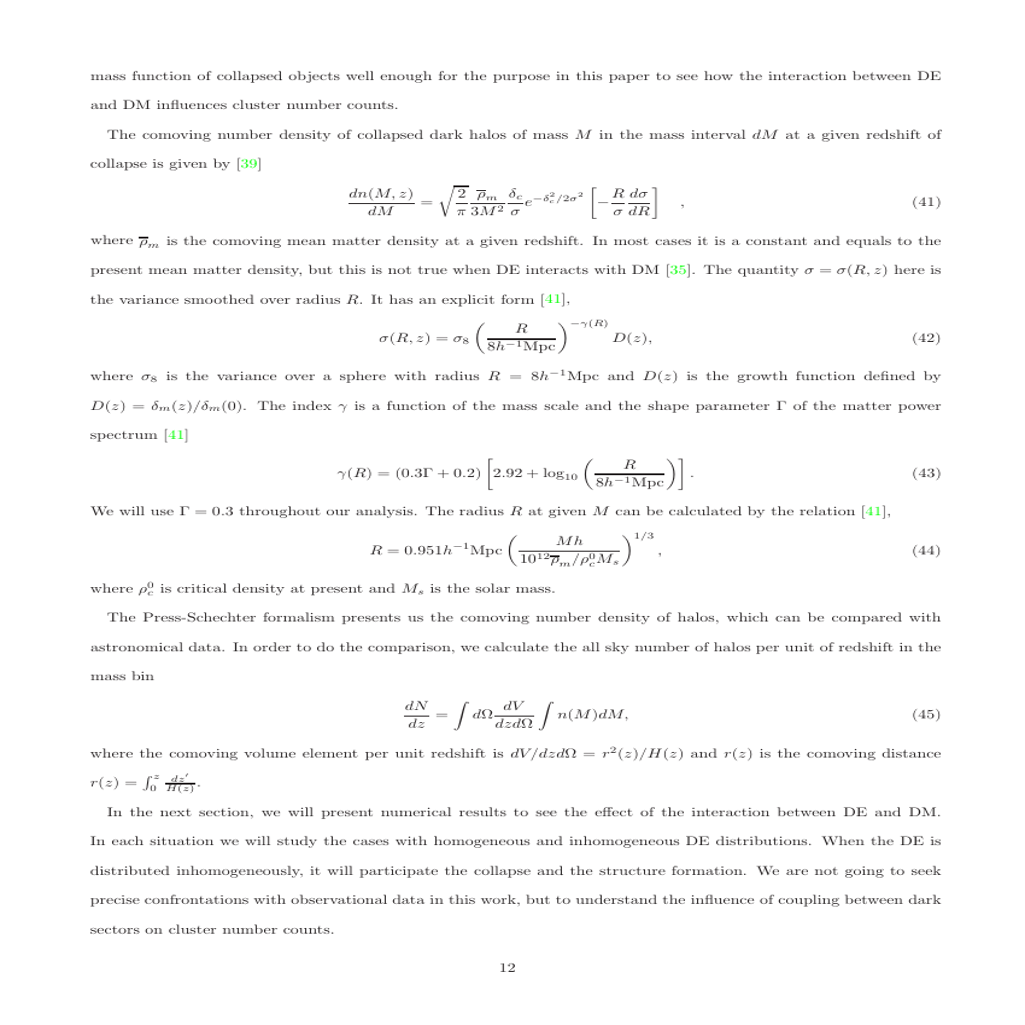 mass function of collapsed objects well enough for the purpose in this paper to see how the interaction between DE
and DM influences cluster number counts.
The comoving number density of collapsed dark halos of mass M in the mass interval dM at a given redshift of
collapse is given by [39]
\frac{dn(M, z)}{dM} = \sqrt{\frac{2}{\pi}} \frac{\overline{\rho}_m}{3M^2} \frac{\delta_c}{\sigma} e^{-\delta_c^2/2\sigma^2} \left[ -\frac{R}{\sigma} \frac{d\sigma}{dR} \right] , (41)
where \overline{\rho}_m is the comoving mean matter density at a given redshift. In most cases it is a constant and equals to the
present mean matter density, but this is not true when DE interacts with DM [35]. The quantity σ = σ(R, z) here is
the variance smoothed over radius R. It has an explicit form [41],
\sigma(R, z) = \sigma_8 \left( \frac{R}{8h^{-1}\mathrm{Mpc}} \right)^{-\gamma(R)} D(z), (42)
where σ_8 is the variance over a sphere with radius R = 8h^{-1}Mpc and D(z) is the growth function defined by
D(z) = δ_m(z)/δ_m(0). The index γ is a function of the mass scale and the shape parameter Γ of the matter power
spectrum [41]
\gamma(R) = (0.3\Gamma + 0.2) \left[ 2.92 + \log_{10} \left( \frac{R}{8h^{-1}\mathrm{Mpc}} \right) \right] . (43)
We will use Γ = 0.3 throughout our analysis. The radius R at given M can be calculated by the relation [41],
R = 0.951h^{-1}\mathrm{Mpc} \left( \frac{Mh}{10^{12}\overline{\rho}_m/\rho_c^0 M_s} \right)^{1/3} , (44)
where ρ_c^0 is critical density at present and M_s is the solar mass.
The Press-Schechter formalism presents us the comoving number density of halos, which can be compared with
astronomical data. In order to do the comparison, we calculate the all sky number of halos per unit of redshift in the
mass bin
\frac{dN}{dz} = \int d\Omega \frac{dV}{dzd\Omega} \int n(M)dM, (45)
where the comoving volume element per unit redshift is dV/dzdΩ = r^2(z)/H(z) and r(z) is the comoving distance
r(z) = \int_0^z \frac{dz'}{H(z)}.
In the next section, we will present numerical results to see the effect of the interaction between DE and DM.
In each situation we will study the cases with homogeneous and inhomogeneous DE distributions. When the DE is
distributed inhomogeneously, it will participate the collapse and the structure formation. We are not going to seek
precise confrontations with observational data in this work, but to understand the influence of coupling between dark
sectors on cluster number counts.
12